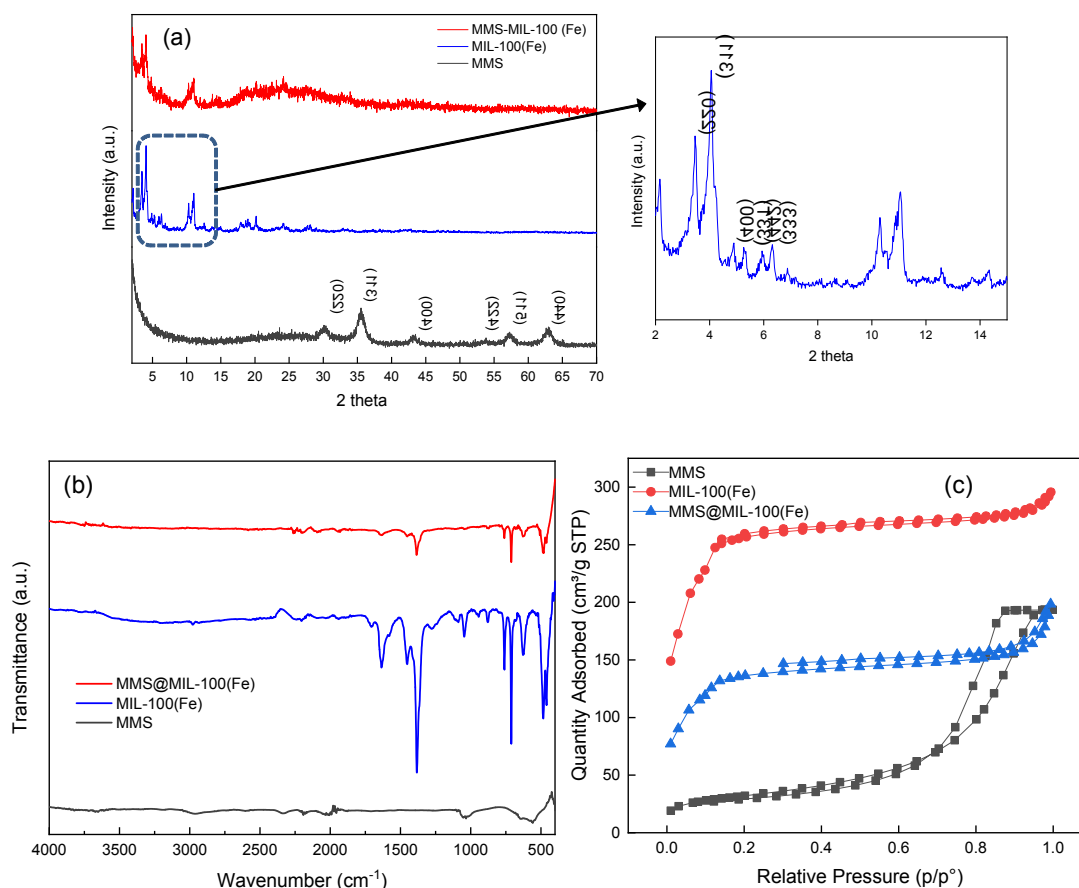 (a)
MMS-MIL-100 (Fe)
MIL-100(Fe)
MMS
Intensity (a.u.)
(220)
(311)
(400)
(422)
(511)
(440)
5 10 15 20 25 30 35 40 45 50 55 60 65 70
2 theta
Intensity (a.u.)
(220)
(311)
(400)
(331)
(442)
(333)
2 4 6 8 10 12 14
2 theta
(b)
Transmittance (a.u.)
MMS@MIL-100(Fe)
MIL-100(Fe)
MMS
4000 3500 3000 2500 2000 1500 1000 500
Wavenumber (cm⁻¹)
(c)
MMS
MIL-100(Fe)
MMS@MIL-100(Fe)
Quantity Adsorbed (cm³/g STP)
300
250
200
150
100
50
0
0.0 0.2 0.4 0.6 0.8 1.0
Relative Pressure (p/p°)